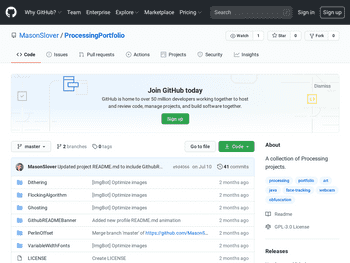 Why GitHub? Team Enterprise Explore Marketplace Pricing Search Sign in Sign up
MasonSlover / ProcessingPortfolio
Watch 1 Star 0 Fork 0
Code Issues Pull requests Actions Projects Security Insights
Dismiss
Join GitHub today
GitHub is home to over 50 million developers working together to host
and review code, manage projects, and build software together.
Sign up
master 2 branches 0 tags Go to file Code
MasonSlover Updated project README.md to include GithubR... on Jul 10 41 commits
Dithering [ImgBot] Optimize images 2 months ago
FlockingAlgorithm [ImgBot] Optimize images 2 months ago
Ghosting [ImgBot] Optimize images 2 months ago
GithubREADMEBanner Added new profile README.md animation 2 months ago
PerlinOffset Merge branch 'master' of https://github.com/MasonS... 2 months ago
VariableWidthFonts [ImgBot] Optimize images 2 months ago
LICENSE Create LICENSE 2 months ago
About
A collection of Processing
projects.
processing portfolio art
java face-tracking webcam
obfuscation
Readme
GPL-3.0 License
Releases